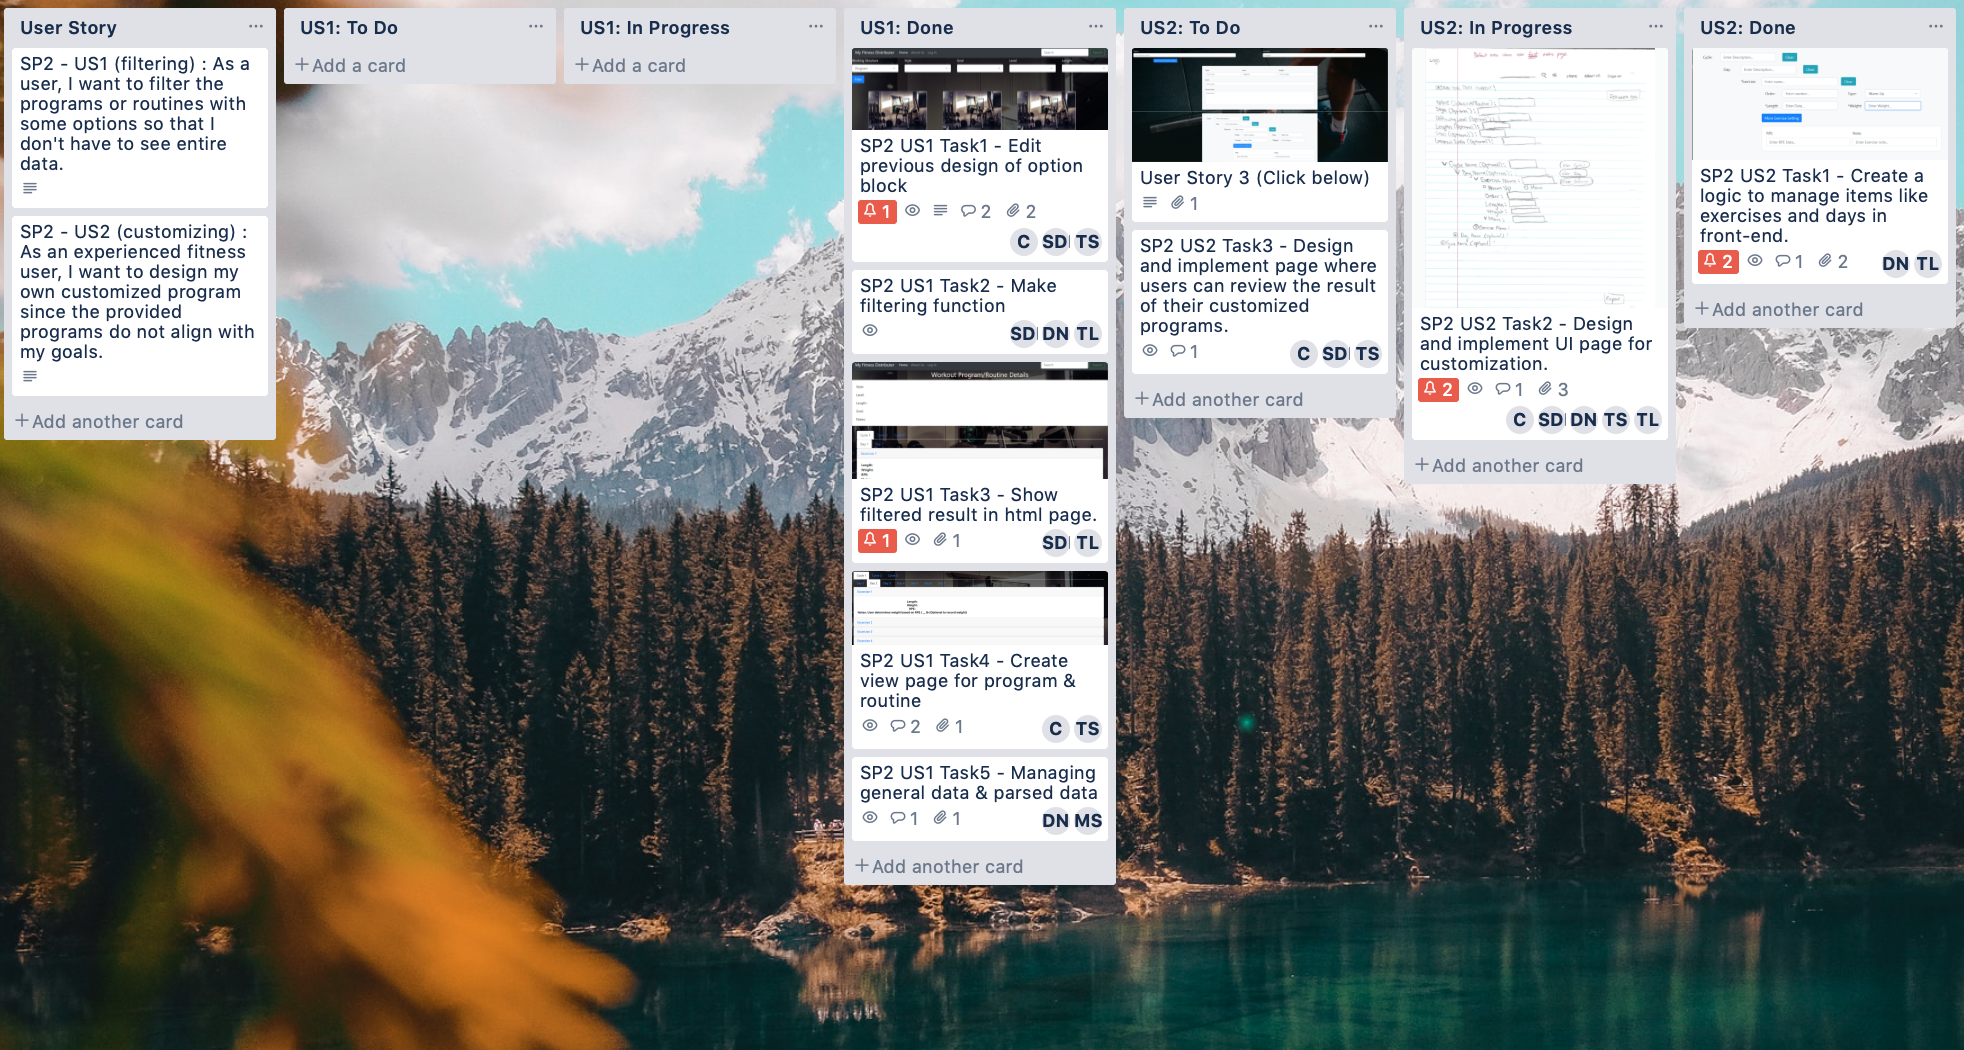 User Story
SP2 - US1 (filtering) : As a
user, I want to filter the
programs or routines with
some options so that I
don't have to see entire
data.
SP2 - US2 (customizing) :
As an experienced fitness
user, I want to design my
own customized program
since the provided
programs do not align with
my goals.
Add another card
US1: To Do
Add a card
US1: In Progress
Add a card
US1: Done
SP2 US1 Task1 - Edit
previous design of option
block
1 2 2
C SD TS
SP2 US1 Task2 - Make
filtering function
SD DN TL
Workout Program/Routine Details
SP2 US1 Task3 - Show
filtered result in html page.
1 1
SD TL
SP2 US1 Task4 - Create
view page for program &
routine
2 1
C TS
SP2 US1 Task5 - Managing
general data & parsed data
1 1
DN MS
Add another card
US2: To Do
User Story 3 (Click below)
1
SP2 US2 Task3 - Design
and implement page where
users can review the result
of their customized
programs.
1
C SD TS
Add another card
US2: In Progress
SP2 US2 Task2 - Design
and implement UI page for
customization.
2 1 3
C SD DN TS TL
Add another card
US2: Done
SP2 US2 Task1 - Create a
logic to manage items like
exercises and days in
front-end.
2 1 2
DN TL
Add another card